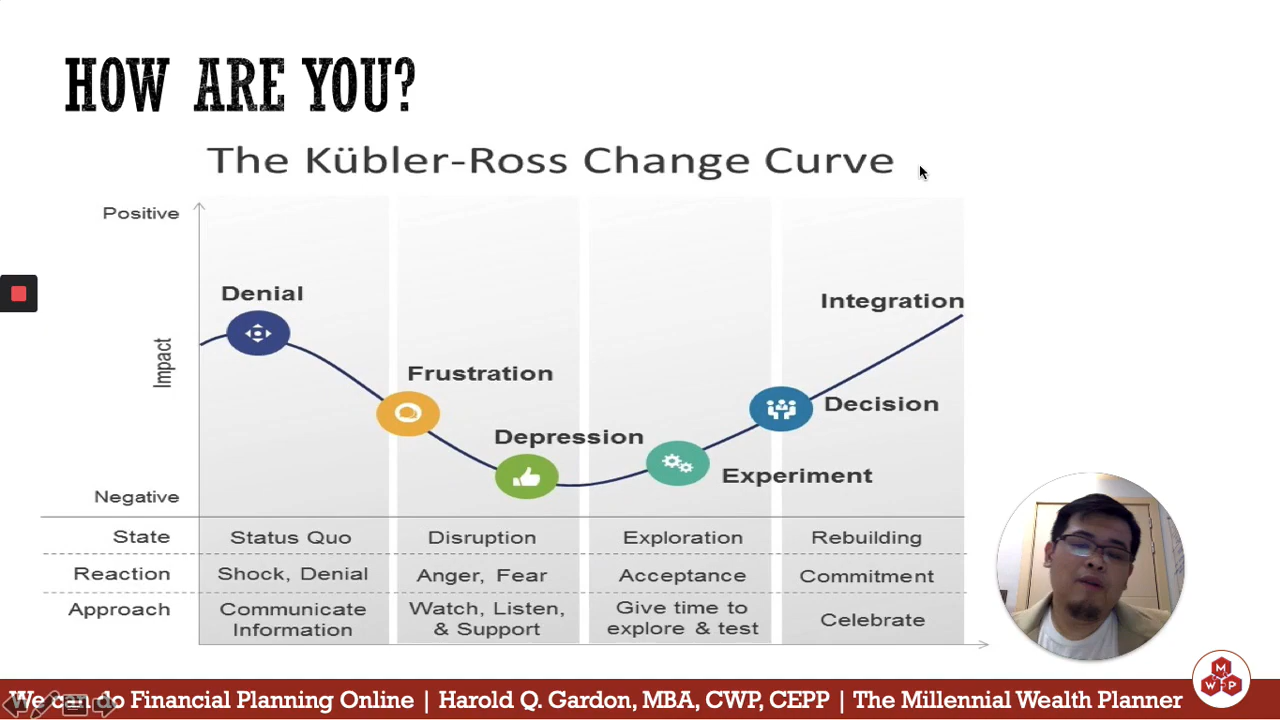 HOW ARE YOU?
The Kübler-Ross Change Curve
Positive
Denial
Integration
Impact
Frustration
Decision
Depression
Experiment
Negative
State Status Quo Disruption Exploration Rebuilding
Reaction Shock, Denial Anger, Fear Acceptance Commitment
Approach Communicate Information Watch, Listen, & Support Give time to explore & test Celebrate
M
W P
We can do Financial Planning Online | Harold Q. Gardon, MBA, CWP, CEPP | The Millennial Wealth Planner